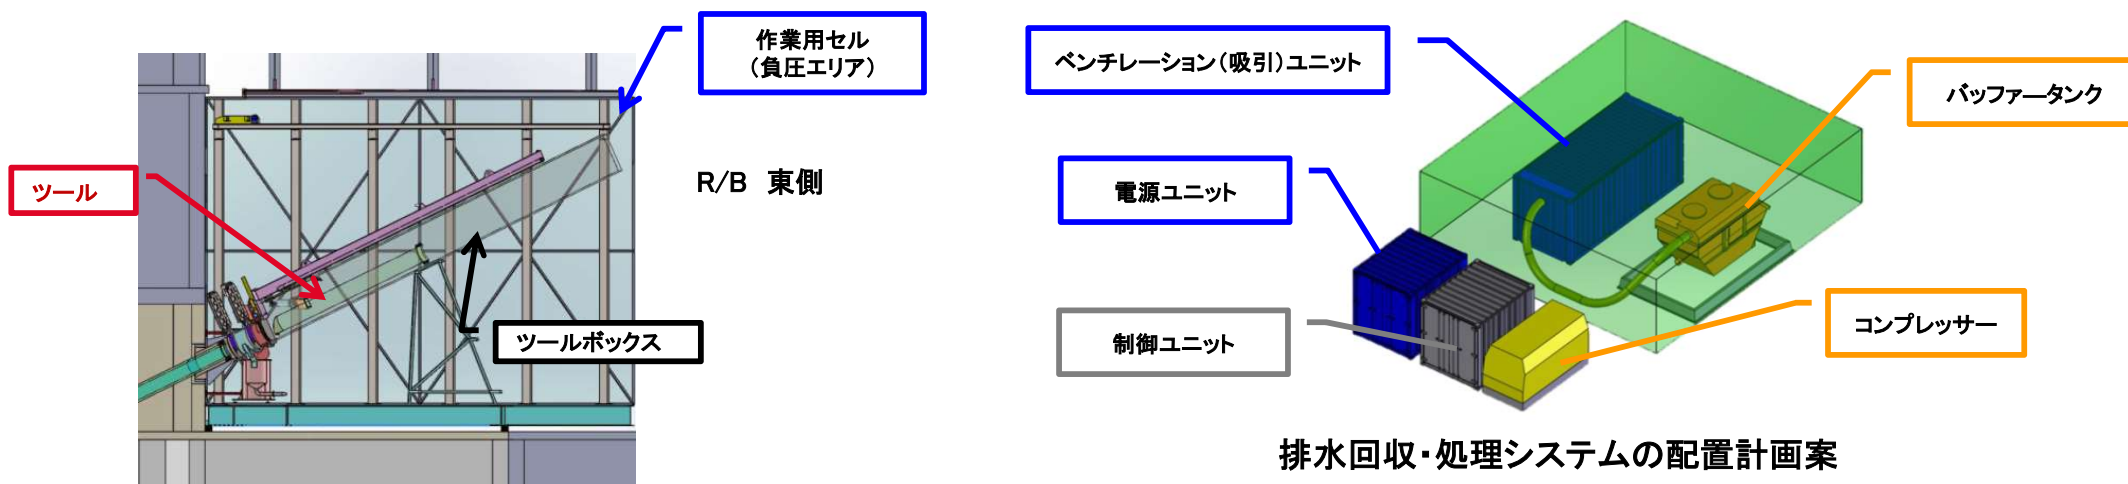 作業用セル
（負圧エリア）
ツール
R/B 東側
ツールボックス
ベンチレーション（吸引）ユニット
バッファータンク
電源ユニット
制御ユニット
コンプレッサー
排水回収・処理システムの配置計画案